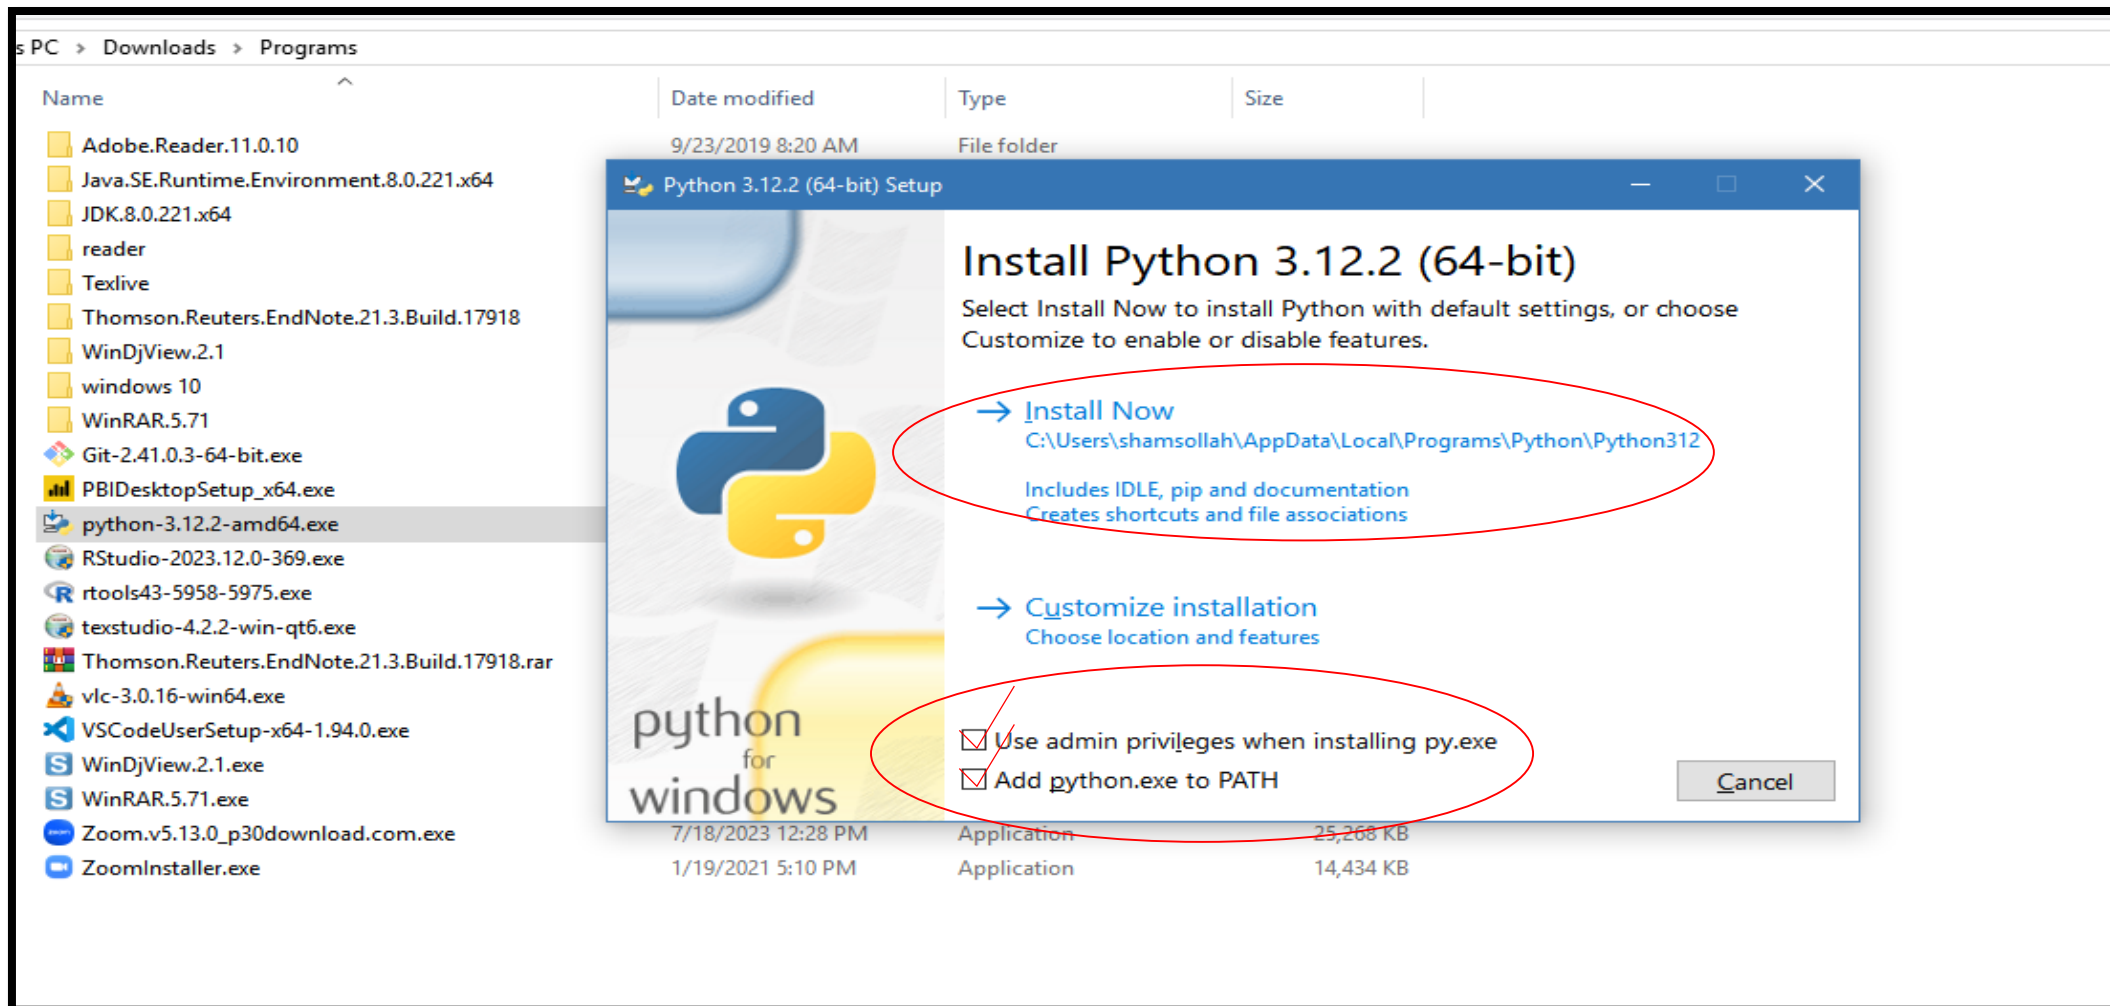 s PC > Downloads > Programs
Name Date modified Type Size
Adobe.Reader.11.0.10 9/23/2019 8:20 AM File folder
Java.SE.Runtime.Environment.8.0.221.x64
JDK.8.0.221.x64
reader
Texlive
Thomson.Reuters.EndNote.21.3.Build.17918
WinDjView.2.1
windows 10
WinRAR.5.71
Git-2.41.0.3-64-bit.exe
PBIDesktopSetup_x64.exe
python-3.12.2-amd64.exe
RStudio-2023.12.0-369.exe
rtools43-5958-5975.exe
texstudio-4.2.2-win-qt6.exe
Thomson.Reuters.EndNote.21.3.Build.17918.rar
vlc-3.0.16-win64.exe
VSCodeUserSetup-x64-1.94.0.exe
WinDjView.2.1.exe
WinRAR.5.71.exe
Zoom.v5.13.0_p30download.com.exe 7/18/2023 12:28 PM Application 25,268 KB
ZoomInstaller.exe 1/19/2021 5:10 PM Application 14,434 KB
Python 3.12.2 (64-bit) Setup
Install Python 3.12.2 (64-bit)
Select Install Now to install Python with default settings, or choose
Customize to enable or disable features.
Install Now
C:\Users\shamsollah\AppData\Local\Programs\Python\Python312
Includes IDLE, pip and documentation
Creates shortcuts and file associations
Customize installation
Choose location and features
python
for
windows
Use admin privileges when installing py.exe
Add python.exe to PATH
Cancel